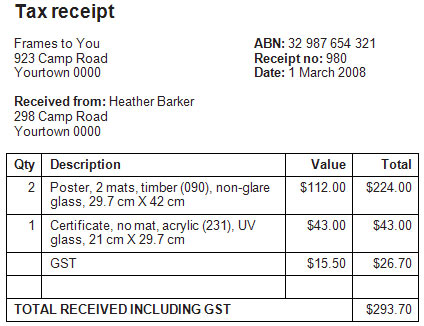 Tax receipt
Frames to You
923 Camp Road
Yourtown 0000
ABN: 32 987 654 321
Receipt no: 980
Date: 1 March 2008
Received from: Heather Barker
298 Camp Road
Yourtown 0000
Qty Description Value Total
2 Poster, 2 mats, timber (090), non-glare $112.00 $224.00
glass, 29.7 cm X 42 cm
1 Certificate, no mat, acrylic (231), UV $43.00 $43.00
glass, 21 cm X 29.7 cm
GST $15.50 $26.70
TOTAL RECEIVED INCLUDING GST $293.70